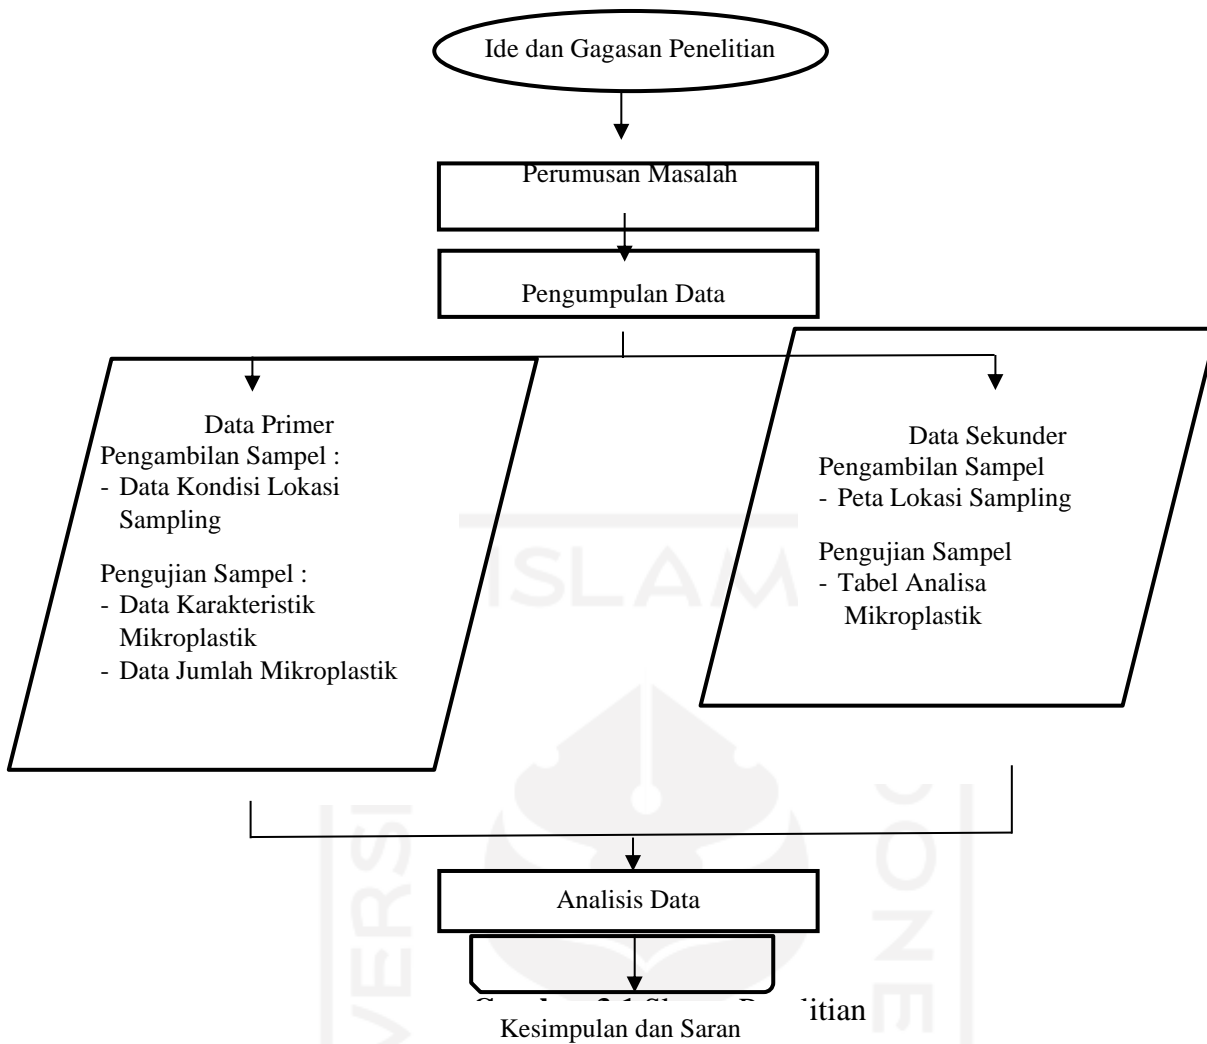 Ide dan Gagasan Penelitian
Perumusan Masalah
Pengumpulan Data
Data Primer
Pengambilan Sampel :
- Data Kondisi Lokasi
Sampling
Pengujian Sampel :
- Data Karakteristik
Mikroplastik
- Data Jumlah Mikroplastik
Data Sekunder
Pengambilan Sampel
- Peta Lokasi Sampling
Pengujian Sampel
- Tabel Analisa
Mikroplastik
ISLAM
Analisis Data
Kesimpulan dan Saran